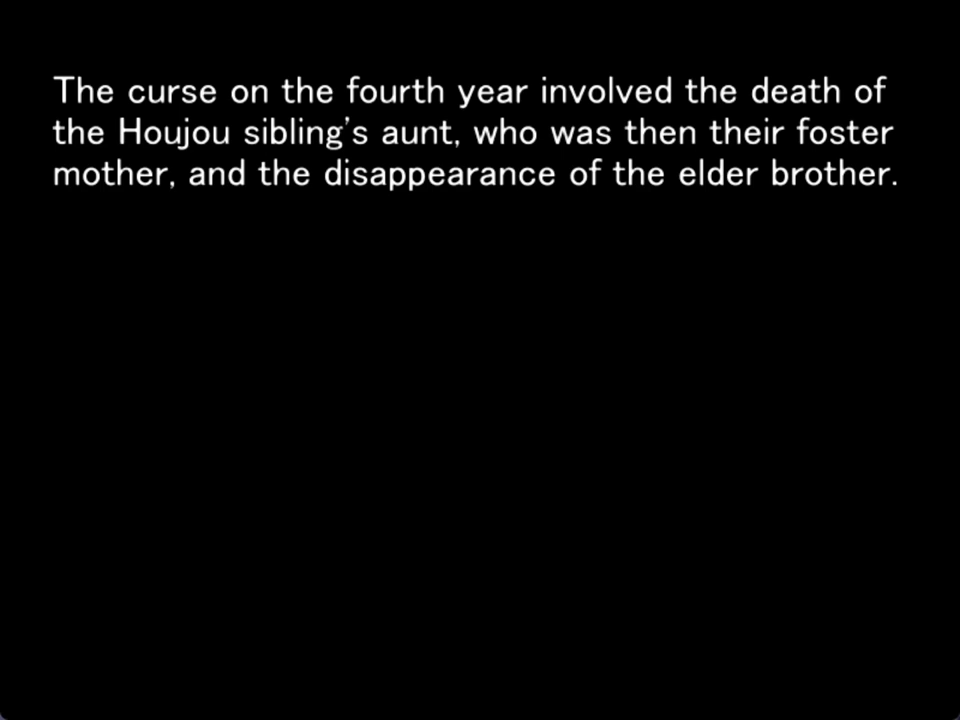 The curse on the fourth year involved the death of
the Houjou sibling's aunt, who was then their foster
mother, and the disappearance of the elder brother.